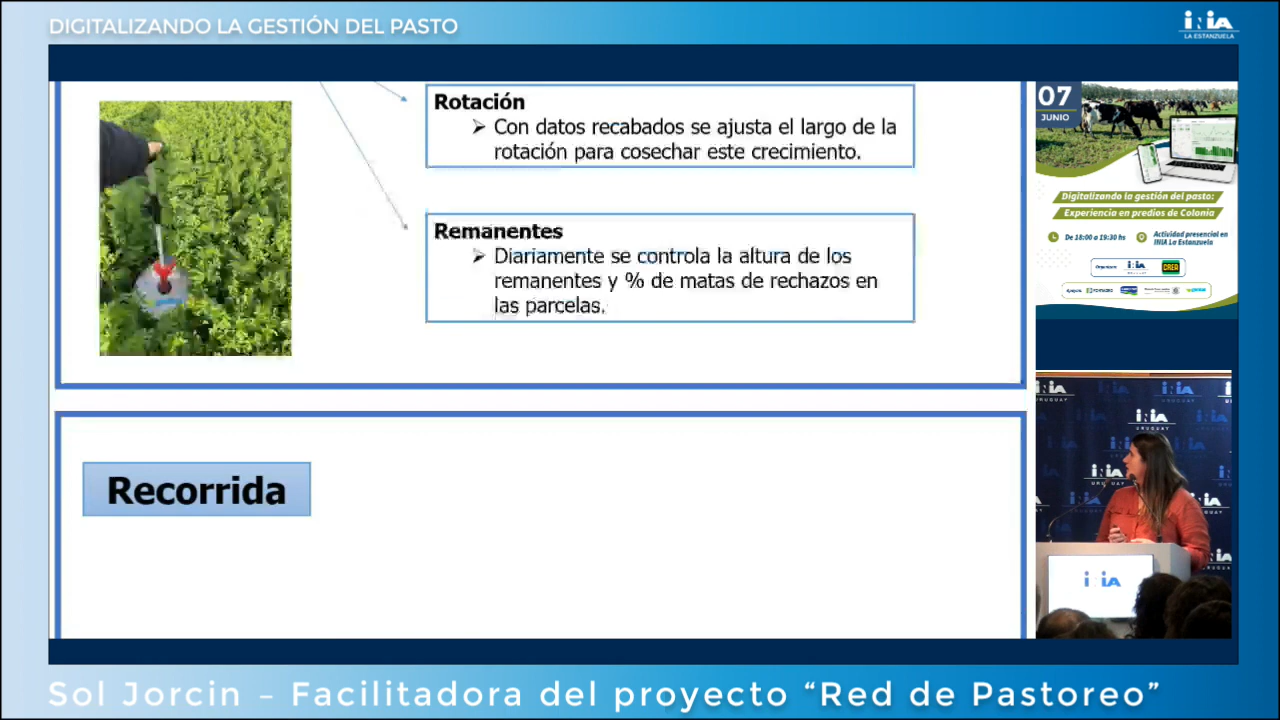 DIGITALIZANDO LA GESTIÓN DEL PASTO
INIA
LA ESTANZUELA
Rotación
➢ Con datos recabados se ajusta el largo de la
rotación para cosechar este crecimiento.
Remanentes
➢ Diariamente se controla la altura de los
remanentes y % de matas de rechazos en
las parcelas.
Recorrida
07
JUNIO
Digitalizando la gestión del pasto:
Experiencia en predios de Colonia
De 18:00 a 19:30 hs
Actividad presencial en
INIA La Estanzuela
INIA
URUGUAY
INIA
URUGUAY
INIA
Sol Jorcin – Facilitadora del proyecto “Red de Pastoreo”